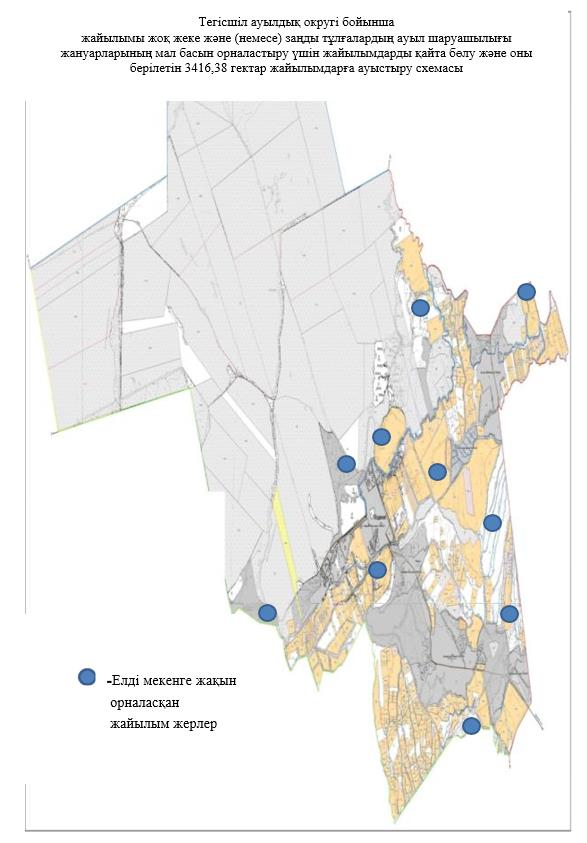 Тегісшіл ауылдық округі бойынша
жайылымы жоқ жеке және (немесе) заңды тұлғалардың ауыл шаруашылығы
жануарларының мал басын орналастыру үшін жайылымдарды қайта бөлу және оны
берілетін 3416,38 гектар жайылымдарға ауыстыру схемасы
-Елді мекенге жақын
орналасқан
жайылым жерлер